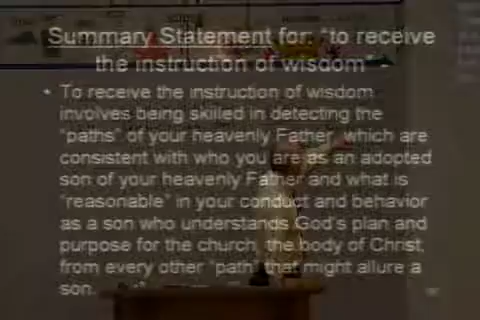 Summary Statement for: "to receive
the instruction of wisdom"
• To receive the instruction of wisdom
involves being skilled in detecting the
"paths" of your heavenly Father, which are
consistent with who you are as an adopted
son of your heavenly Father and what is
"reasonable" in your conduct and behavior
as a son who understands God's plan and
purpose for the church, the body of Christ,
from every other "path" that might allure a
son.